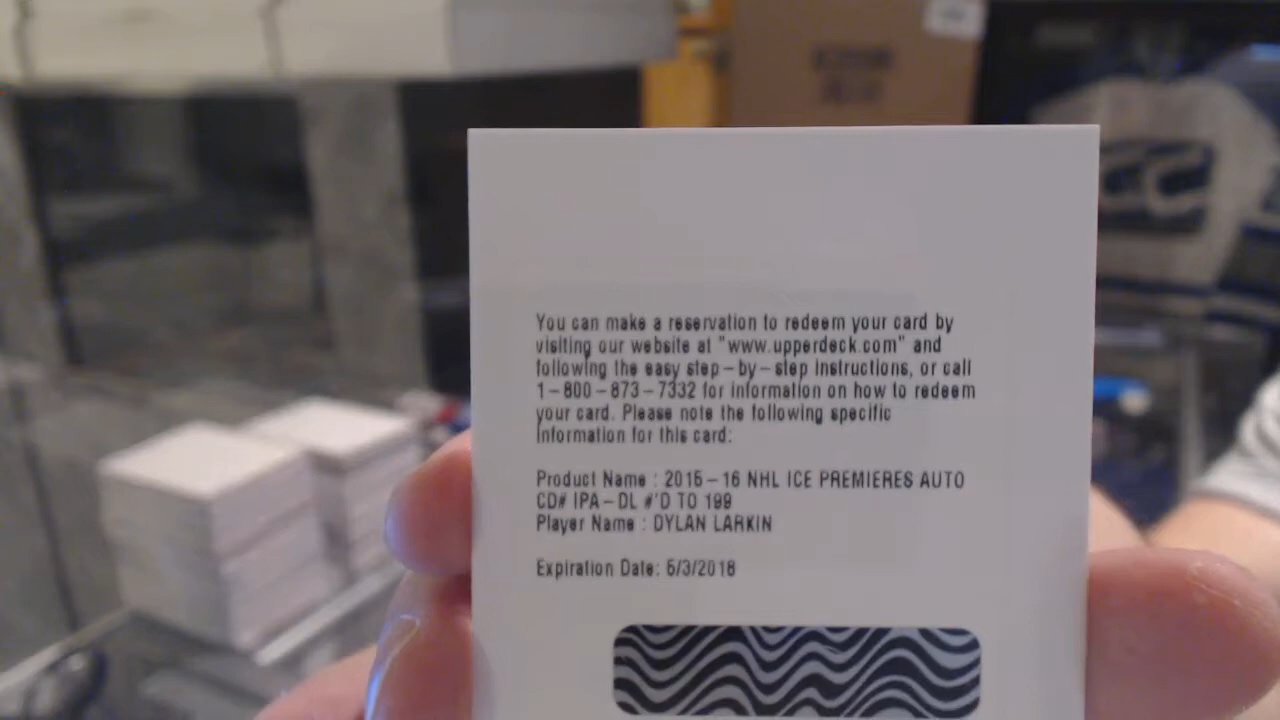 You can make a reservation to redeem your card by
visiting our website at "www.upperdeck.com" and
following the easy step-by-step instructions, or call
1-800-873-7332 for information on how to redeem
your card. Please note the following specific
information for this card:
Product Name : 2015-16 NHL ICE PREMIERES AUTO
CD# IPA-DL #'D TO 199
Player Name : DYLAN LARKIN
Expiration Date: 5/3/2018